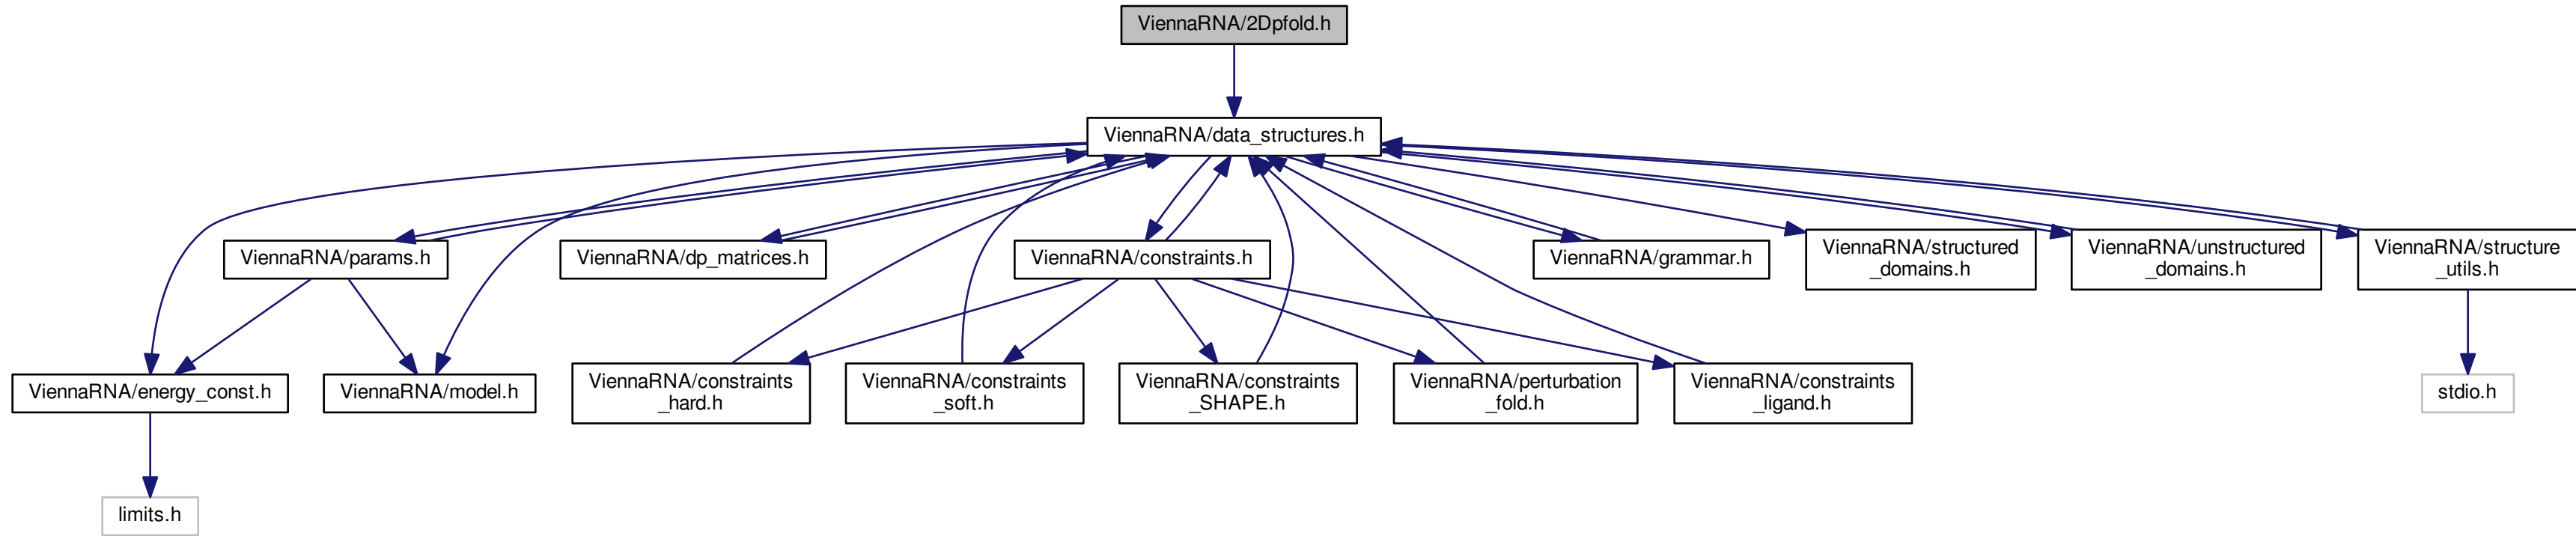 ViennaRNA/2Dpfold.h
ViennaRNA/data_structures.h
ViennaRNA/params.h
ViennaRNA/dp_matrices.h
ViennaRNA/constraints.h
ViennaRNA/grammar.h
ViennaRNA/structured
_domains.h
ViennaRNA/unstructured
_domains.h
ViennaRNA/structure
_utils.h
ViennaRNA/energy_const.h
ViennaRNA/model.h
ViennaRNA/constraints
_hard.h
ViennaRNA/constraints
_soft.h
ViennaRNA/constraints
_SHAPE.h
ViennaRNA/perturbation
_fold.h
ViennaRNA/constraints
_ligand.h
stdio.h
limits.h